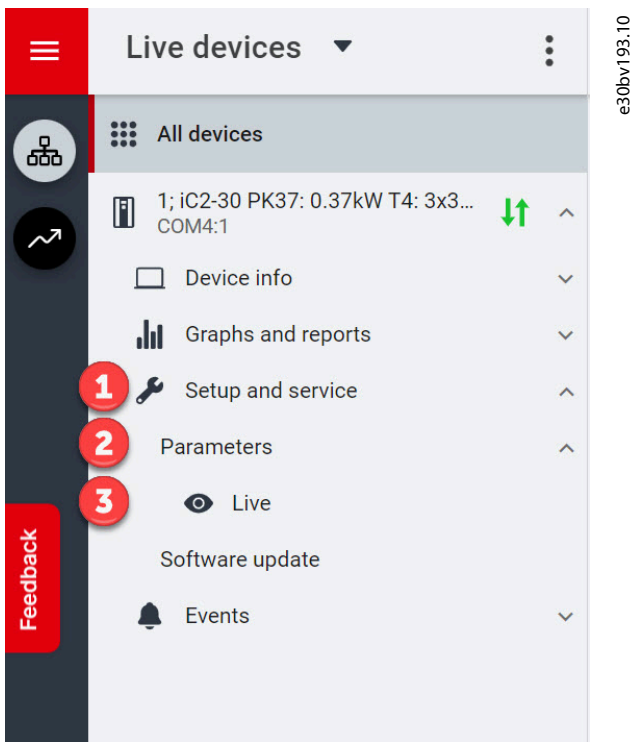 Live devices
e30bv193.10
All devices
1; iC2-30 PK37: 0.37kW T4: 3x3...
COM4:1
Device info
Graphs and reports
1
Setup and service
2
Parameters
3
Live
Software update
Feedback
Events